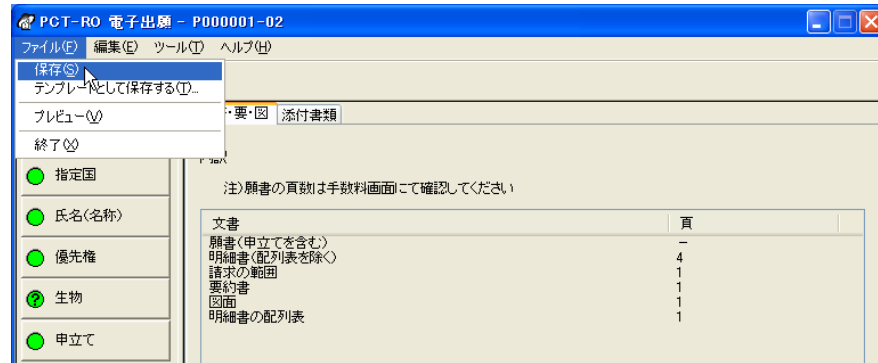 PCT-RO 電子出願 - P000001-02
ファイル(F) 編集(E) ツール(T) ヘルプ(H)
保存(S)
テンプレートとして保存する(T)...
プレビュー(V)
終了(X)
・要・図 添付書類
指定国
注)願書の頁数は手数料画面にて確認してください
氏名(名称)
文書 頁
願書(申立てを含む) -
明細書(配列表を除く) 4
請求の範囲 1
要約書 1
図面 1
明細書の配列表 1
優先権
生物
申立て